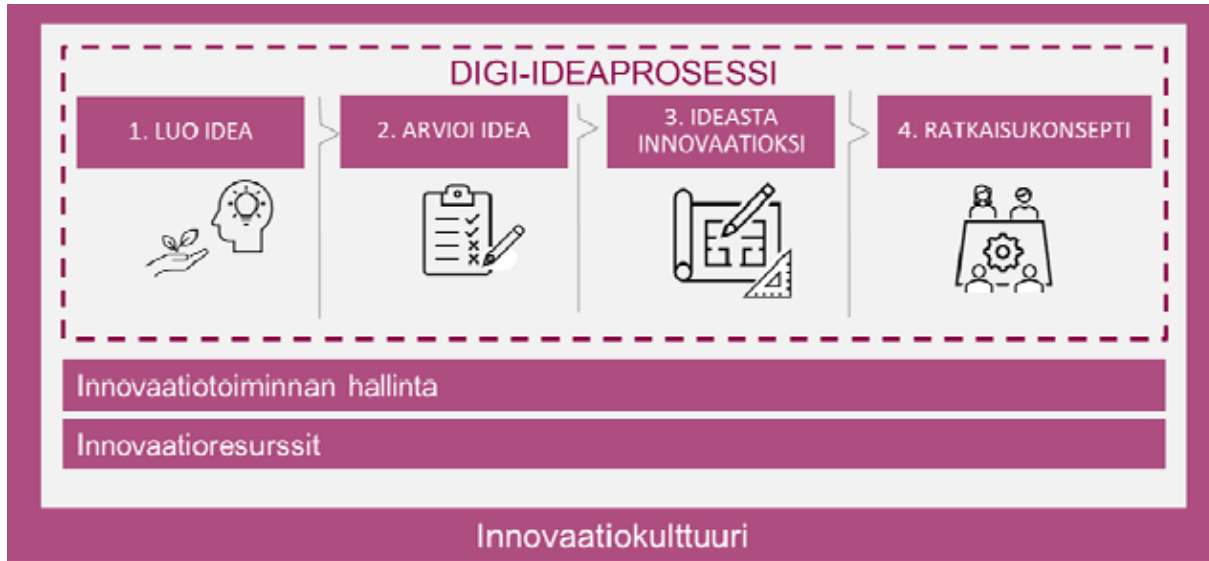 DIGI-IDEAPROSESSI
1. LUO IDEA
2. ARVIOI IDEA
3. IDEASTA
INNOVAATIOKSI
4. RATKAISUKONSEPTI
Innovaatiotoiminnan hallinta
Innovaatioresurssit
Innovaatiokulttuuri